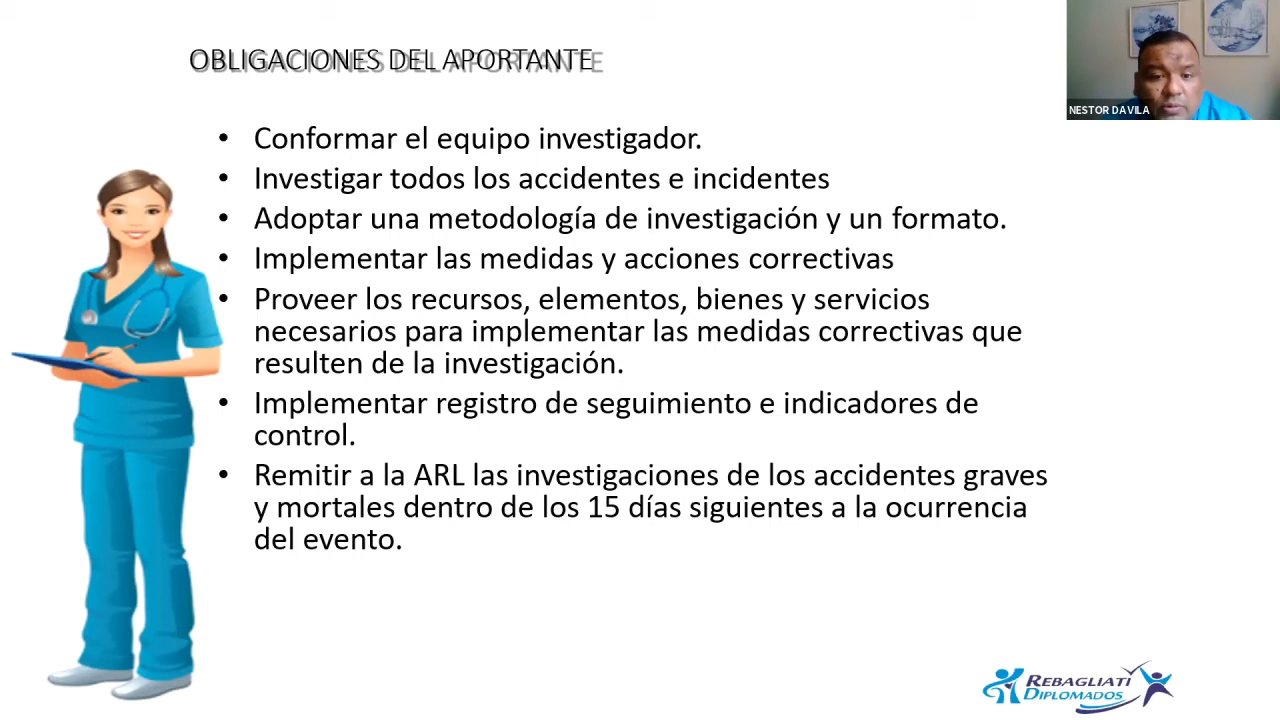 OBLIGACIONES DEL APORTANTE
NESTOR DAVILA
• Conformar el equipo investigador.
• Investigar todos los accidentes e incidentes
• Adoptar una metodología de investigación y un formato.
• Implementar las medidas y acciones correctivas
• Proveer los recursos, elementos, bienes y servicios
necesarios para implementar las medidas correctivas que
resulten de la investigación.
• Implementar registro de seguimiento e indicadores de
control.
• Remitir a la ARL las investigaciones de los accidentes graves
y mortales dentro de los 15 días siguientes a la ocurrencia
del evento.
REBAGLIATI
DIPLOMADOS